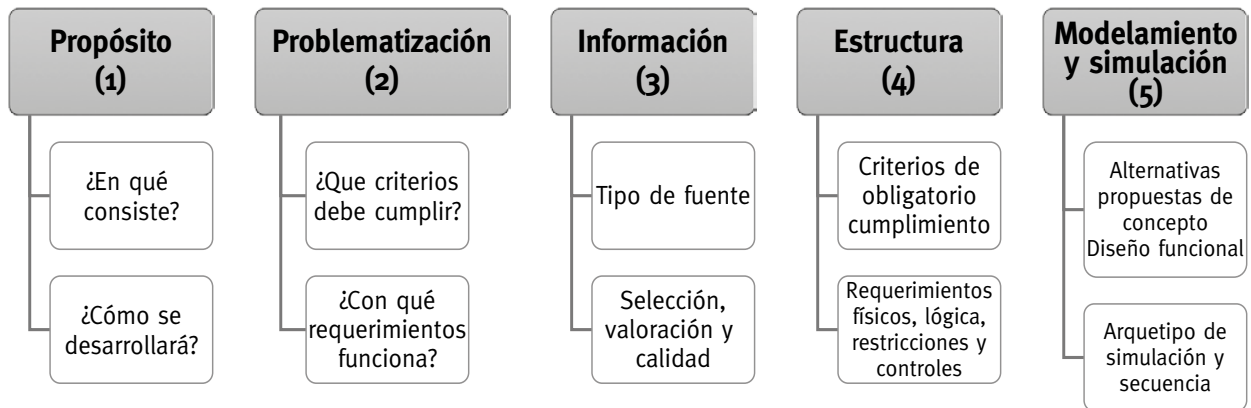 Propósito
(1)
¿En qué
consiste?
¿Cómo se
desarrollará?
Problematización
(2)
¿Que criterios
debe cumplir?
¿Con qué
requerimientos
funciona?
Información
(3)
Tipo de fuente
Selección,
valoración y
calidad
Estructura
(4)
Criterios de
obligatorio
cumplimiento
Requerimientos
físicos, lógica,
restricciones y
controles
Modelamiento
y simulación
(5)
Alternativas
propuestas de
concepto
Diseño funcional
Arquetipo de
simulación y
secuencia